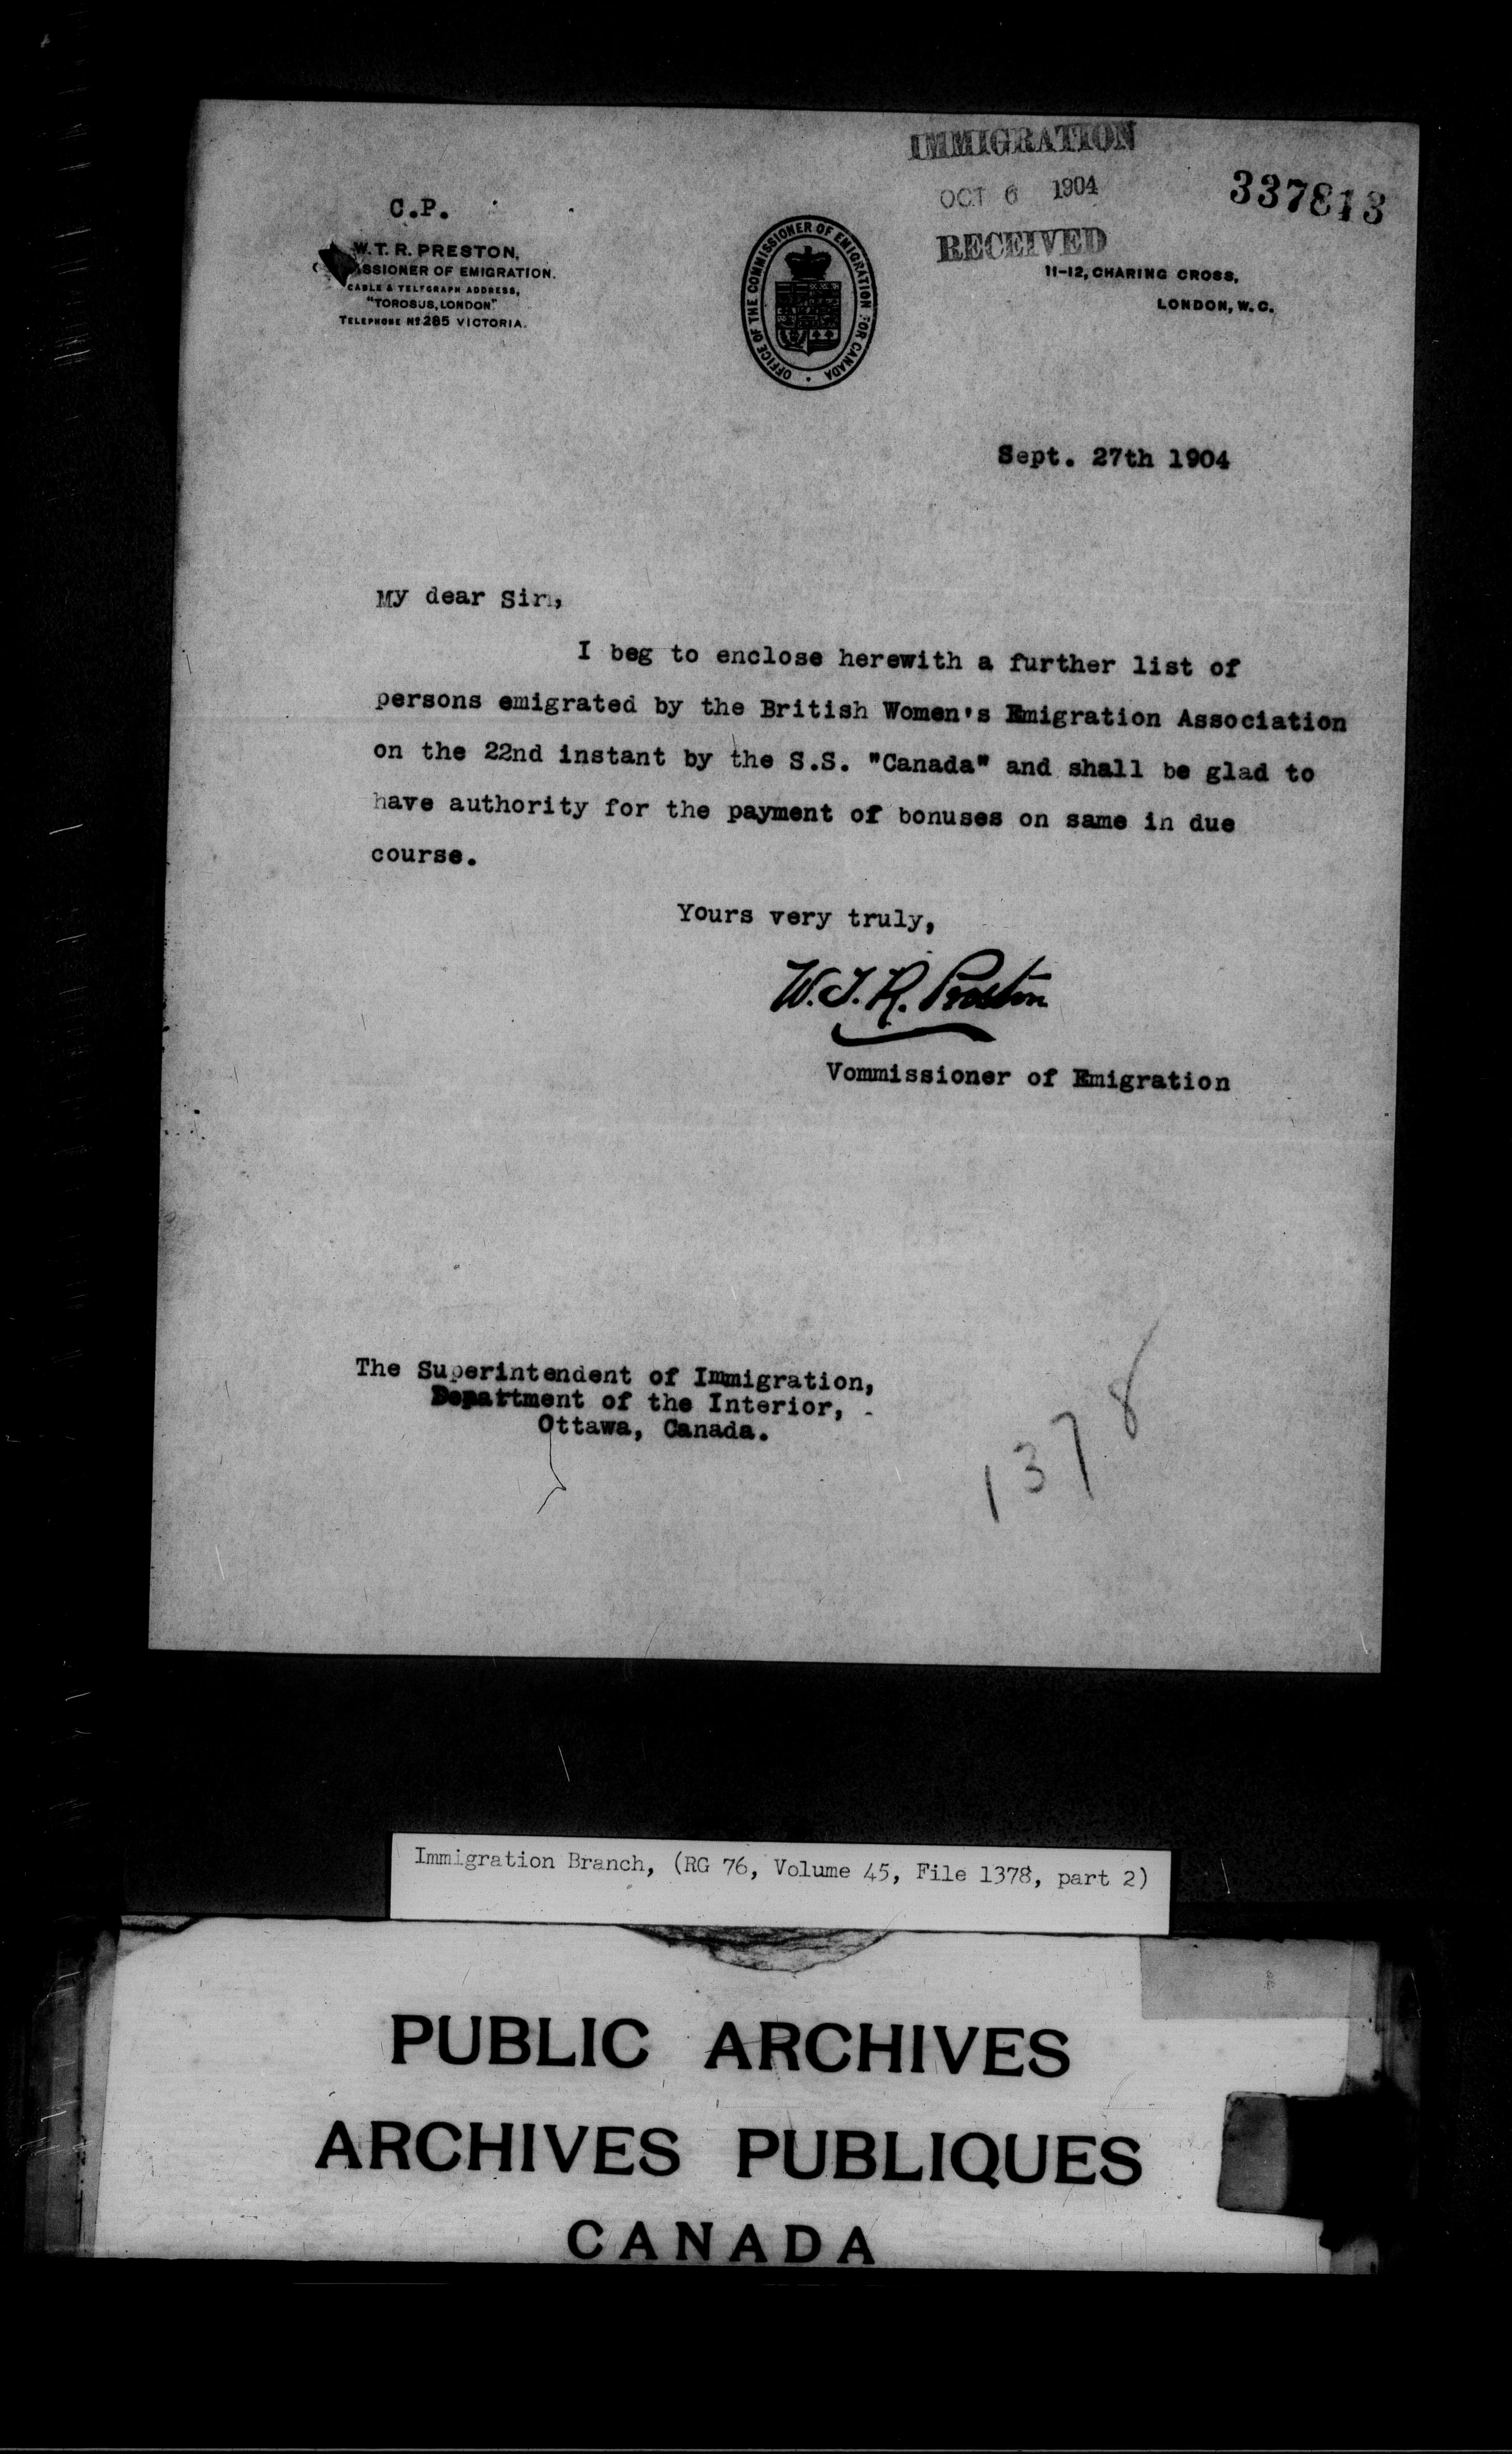 IMMIGRATION
OCT 6 1904
RECEIVED
337813
C.P.
W.T.R. PRESTON,
SSIONER OF EMIGRATION.
CABLE & TELEGRAPH ADDRESS,
"TOROSUS, LONDON"
TELEPHONE Nº 285 VICTORIA.
OFFICE OF THE COMMISSIONER OF EMIGRATION FOR CANADA
11-12, CHARING CROSS,
LONDON, W.C.
Sept. 27th 1904
My dear Sir,
I beg to enclose herewith a further list of
persons emigrated by the British Women's Emigration Association
on the 22nd instant by the S.S. "Canada" and shall be glad to
have authority for the payment of bonuses on same in due
course.
Yours very truly,
W.T.R. Preston
Vommissioner of Emigration
The Superintendent of Immigration,
Department of the Interior,
Ottawa, Canada.
1378
Immigration Branch, (RG 76, Volume 45, File 1378, part 2)
PUBLIC ARCHIVES
ARCHIVES PUBLIQUES
CANADA